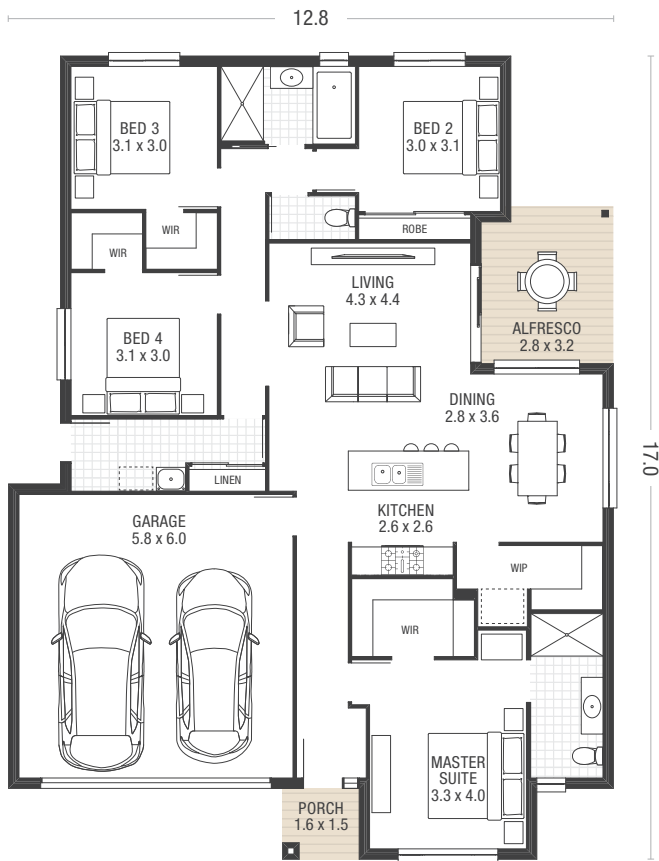 12.8
BED 3
3.1 x 3.0
BED 2
3.0 x 3.1
WIR
WIR
ROBE
LIVING
4.3 x 4.4
ALFRESCO
2.8 x 3.2
BED 4
3.1 x 3.0
DINING
2.8 x 3.6
17.0
LINEN
KITCHEN
2.6 x 2.6
GARAGE
5.8 x 6.0
WIP
WIR
MASTER
SUITE
3.3 x 4.0
PORCH
1.6 x 1.5